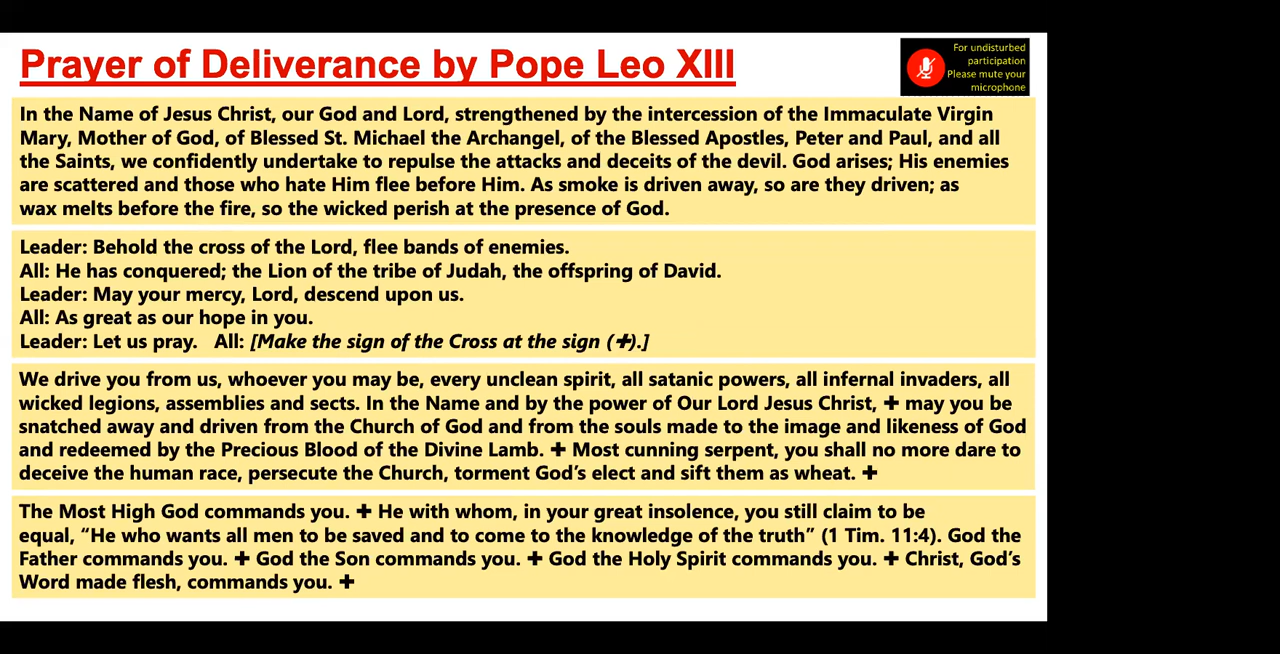 Prayer of Deliverance by Pope Leo XIII
For undisturbed
participation
Please mute your
microphone
In the Name of Jesus Christ, our God and Lord, strengthened by the intercession of the Immaculate Virgin
Mary, Mother of God, of Blessed St. Michael the Archangel, of the Blessed Apostles, Peter and Paul, and all
the Saints, we confidently undertake to repulse the attacks and deceits of the devil. God arises; His enemies
are scattered and those who hate Him flee before Him. As smoke is driven away, so are they driven; as
wax melts before the fire, so the wicked perish at the presence of God.
Leader: Behold the cross of the Lord, flee bands of enemies.
All: He has conquered; the Lion of the tribe of Judah, the offspring of David.
Leader: May your mercy, Lord, descend upon us.
All: As great as our hope in you.
Leader: Let us pray. All: [Make the sign of the Cross at the sign (✚).]
We drive you from us, whoever you may be, every unclean spirit, all satanic powers, all infernal invaders, all
wicked legions, assemblies and sects. In the Name and by the power of Our Lord Jesus Christ, ✚ may you be
snatched away and driven from the Church of God and from the souls made to the image and likeness of God
and redeemed by the Precious Blood of the Divine Lamb. ✚ Most cunning serpent, you shall no more dare to
deceive the human race, persecute the Church, torment God's elect and sift them as wheat. ✚
The Most High God commands you. ✚ He with whom, in your great insolence, you still claim to be
equal, "He who wants all men to be saved and to come to the knowledge of the truth" (1 Tim. 11:4). God the
Father commands you. ✚ God the Son commands you. ✚ God the Holy Spirit commands you. ✚ Christ, God's
Word made flesh, commands you. ✚